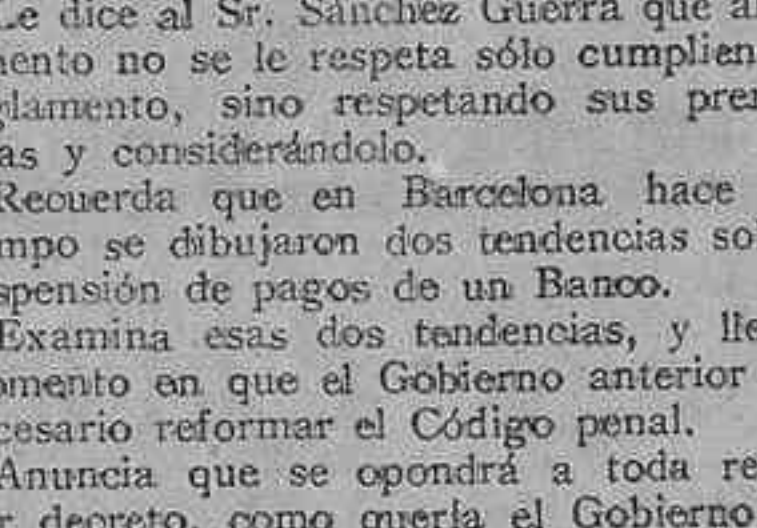 Le dice al Sr. Sánchez Guerra que al
mento no se le respeta sólo cumplien
glamento, sino respetando sus prer
as y considerándolo.
Recuerda que en Barcelona hace
mpo se dibujaron dos tendencias so
spensión de pagos de un Banco.
Examina esas dos tendencias, y lle
omento en que el Gobierno anterior
cesario reformar el Código penal.
Anuncia que se opondrá a toda re
r decreto, como quería el Gobierno